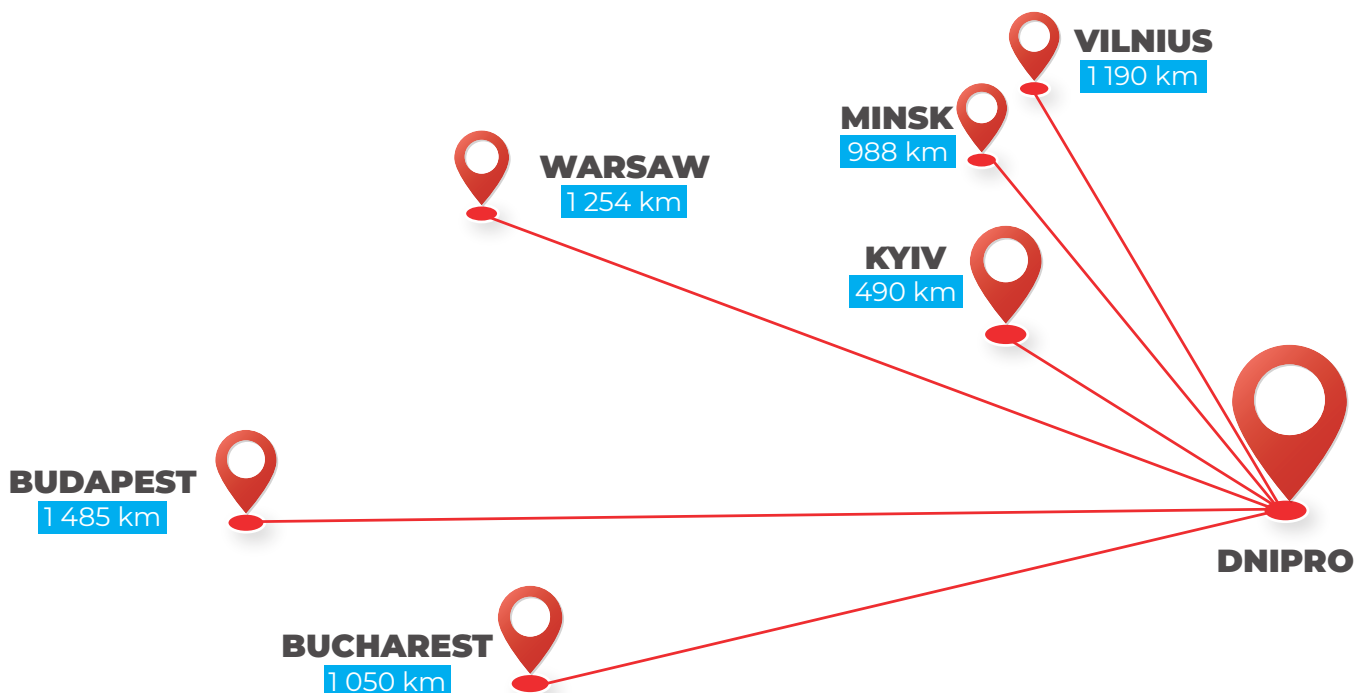 VILNIUS
1 190 km
MINSK
988 km
WARSAW
1 254 km
KYIV
490 km
BUDAPEST
1 485 km
DNIPRO
BUCHAREST
1 050 km